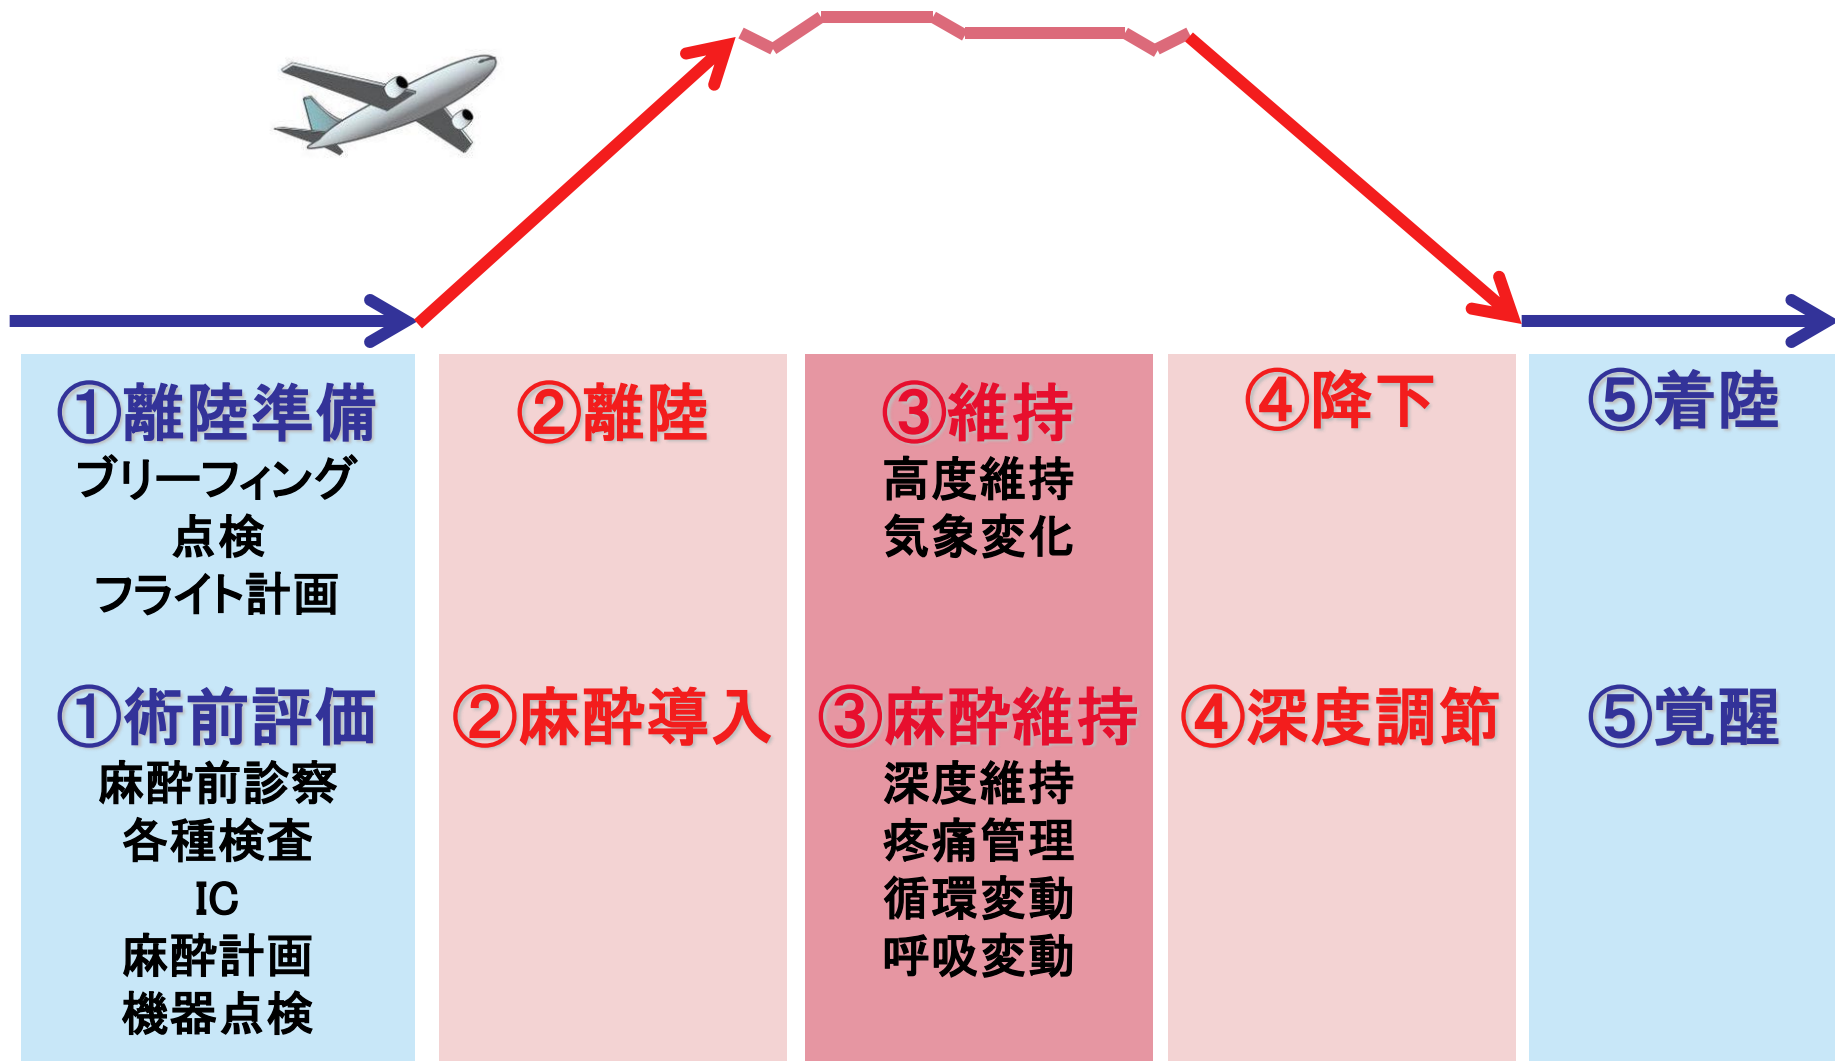 ①離陸準備
ブリーフィング
点検
フライト計画
①術前評価
麻酔前診察
各種検査
IC
麻酔計画
機器点検
②離陸
②麻酔導入
③維持
高度維持
気象変化
③麻酔維持
深度維持
疼痛管理
循環変動
呼吸変動
④降下
④深度調節
⑤着陸
⑤覚醒